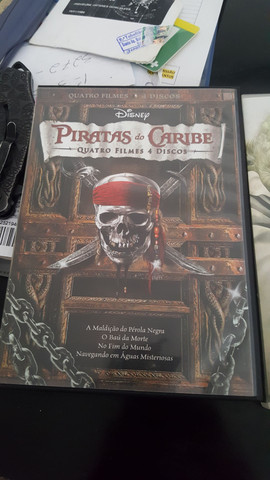 QUATRO FILMES 4 DISCOS
DISNEY
PIRATAS do CARIBE
QUATRO FILMES 4 DISCOS
A Maldição do Pérola Negra
O Baú da Morte
No Fim do Mundo
Navegando em Águas Misteriosas